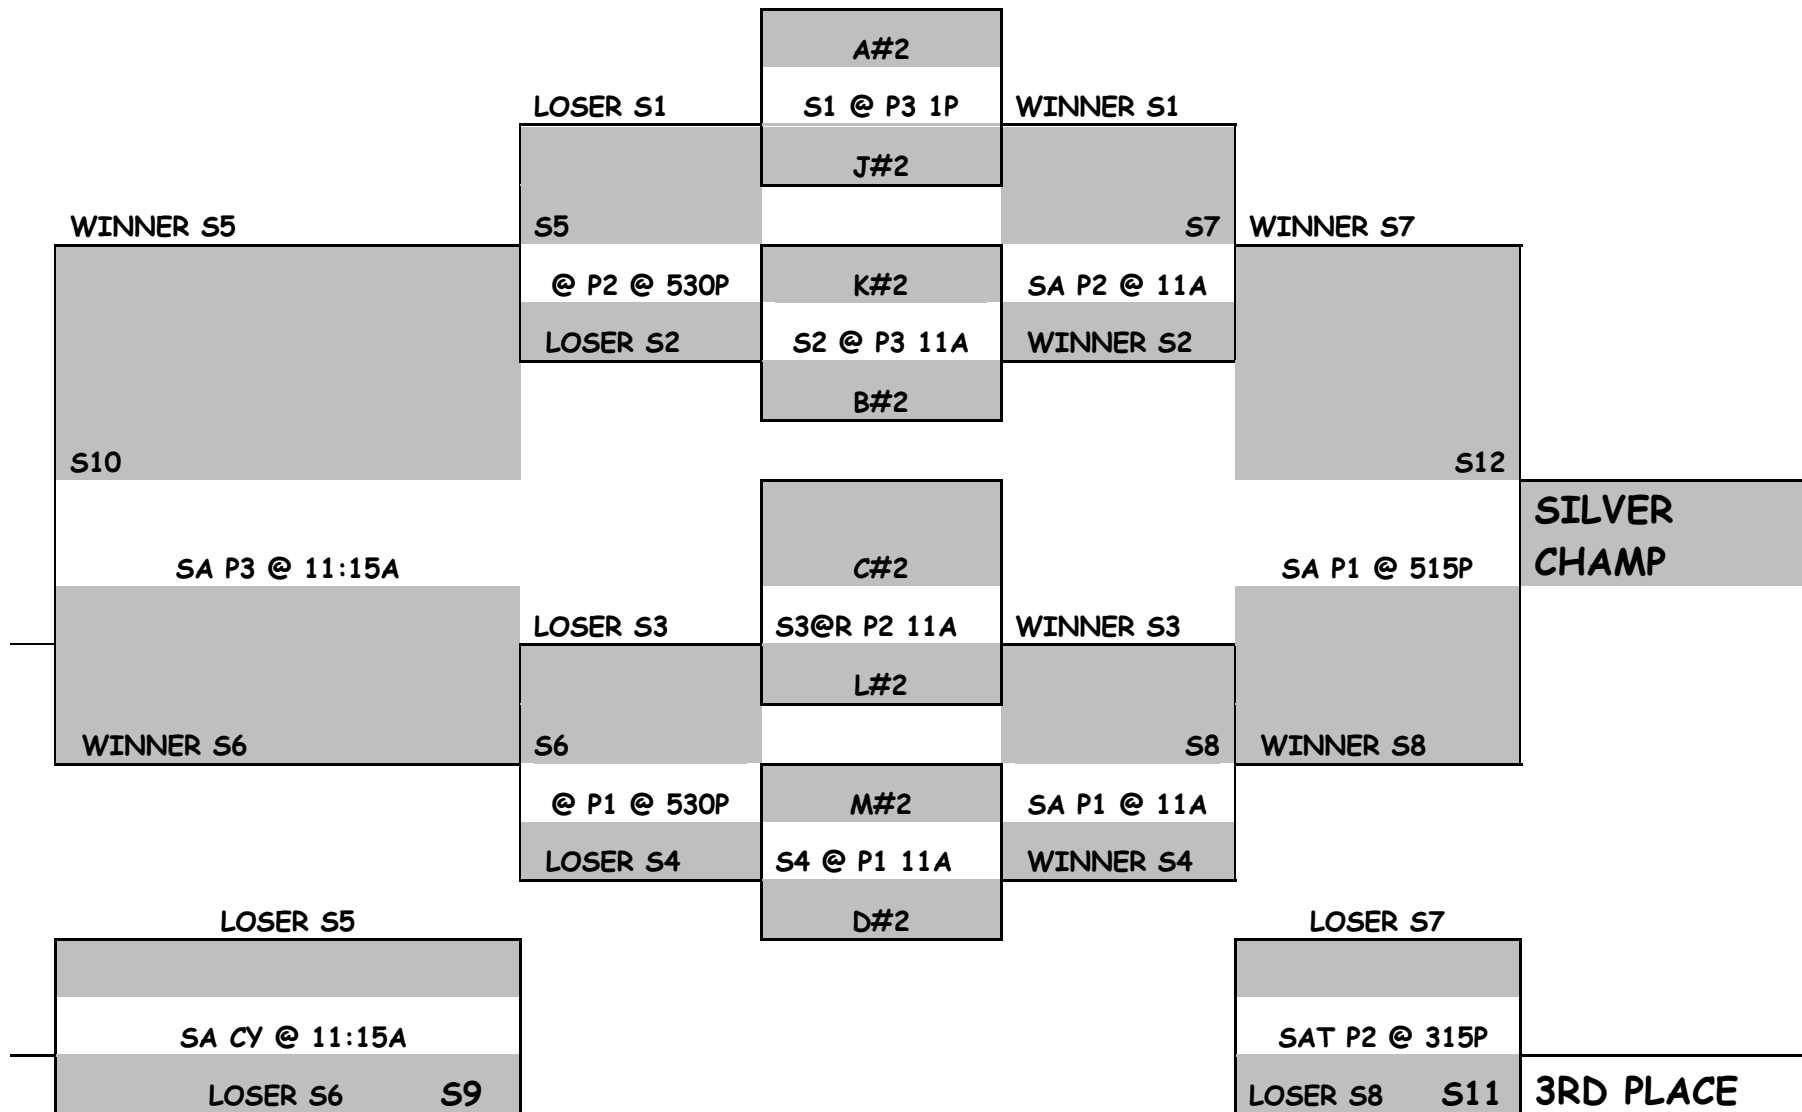 A#2
LOSER S1
S1 @ P3 1P
WINNER S1
J#2
WINNER S5
S5
S7
WINNER S7
@ P2 @ 530P
K#2
SA P2 @ 11A
LOSER S2
S2 @ P3 11A
WINNER S2
B#2
S10
S12
SILVER
CHAMP
SA P3 @ 11:15A
C#2
SA P1 @ 515P
LOSER S3
S3@R P2 11A
WINNER S3
L#2
WINNER S6
S6
S8
WINNER S8
@ P1 @ 530P
M#2
SA P1 @ 11A
LOSER S4
S4 @ P1 11A
WINNER S4
LOSER S5
D#2
LOSER S7
SA CY @ 11:15A
SAT P2 @ 315P
LOSER S6 S9
LOSER S8 S11
3RD PLACE